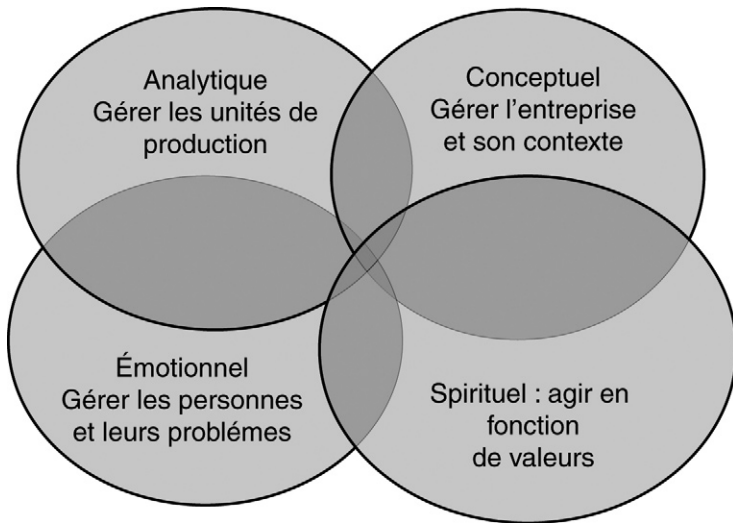 Analytique
Gérer les unités de
production
Conceptuel
Gérer l'entreprise
et son contexte
Émotionnel
Gérer les personnes
et leurs problémes
Spirituel : agir en
fonction
de valeurs